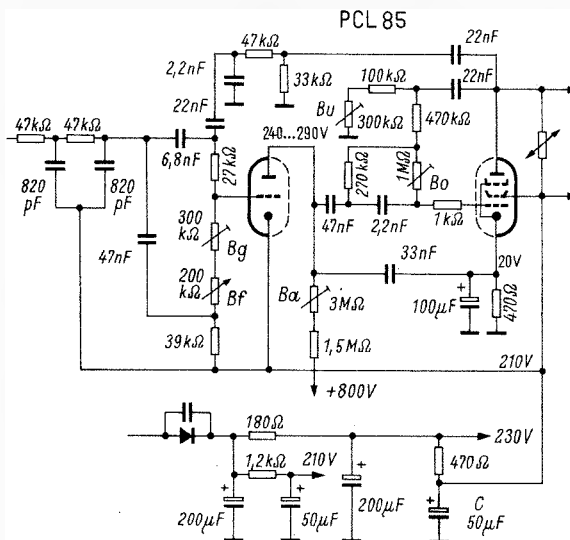 PCL 85
47kΩ
22nF
2,2nF
33kΩ
100kΩ
22nF
22nF
Bu
300kΩ
470kΩ
47kΩ
47kΩ
240...290V
6,8nF
27kΩ
270kΩ
1MΩ
Bo
820
pF
820
pF
300
kΩ
Bg
47nF
2,2nF
1kΩ
47nF
33nF
20V
200
kΩ
Bf
Ba
3MΩ
+
100µF
470Ω
39kΩ
1,5MΩ
210V
+800V
180Ω
230V
1,2kΩ
210V
+
470Ω
+
+
+
C
200µF
50µF
200µF
50µF